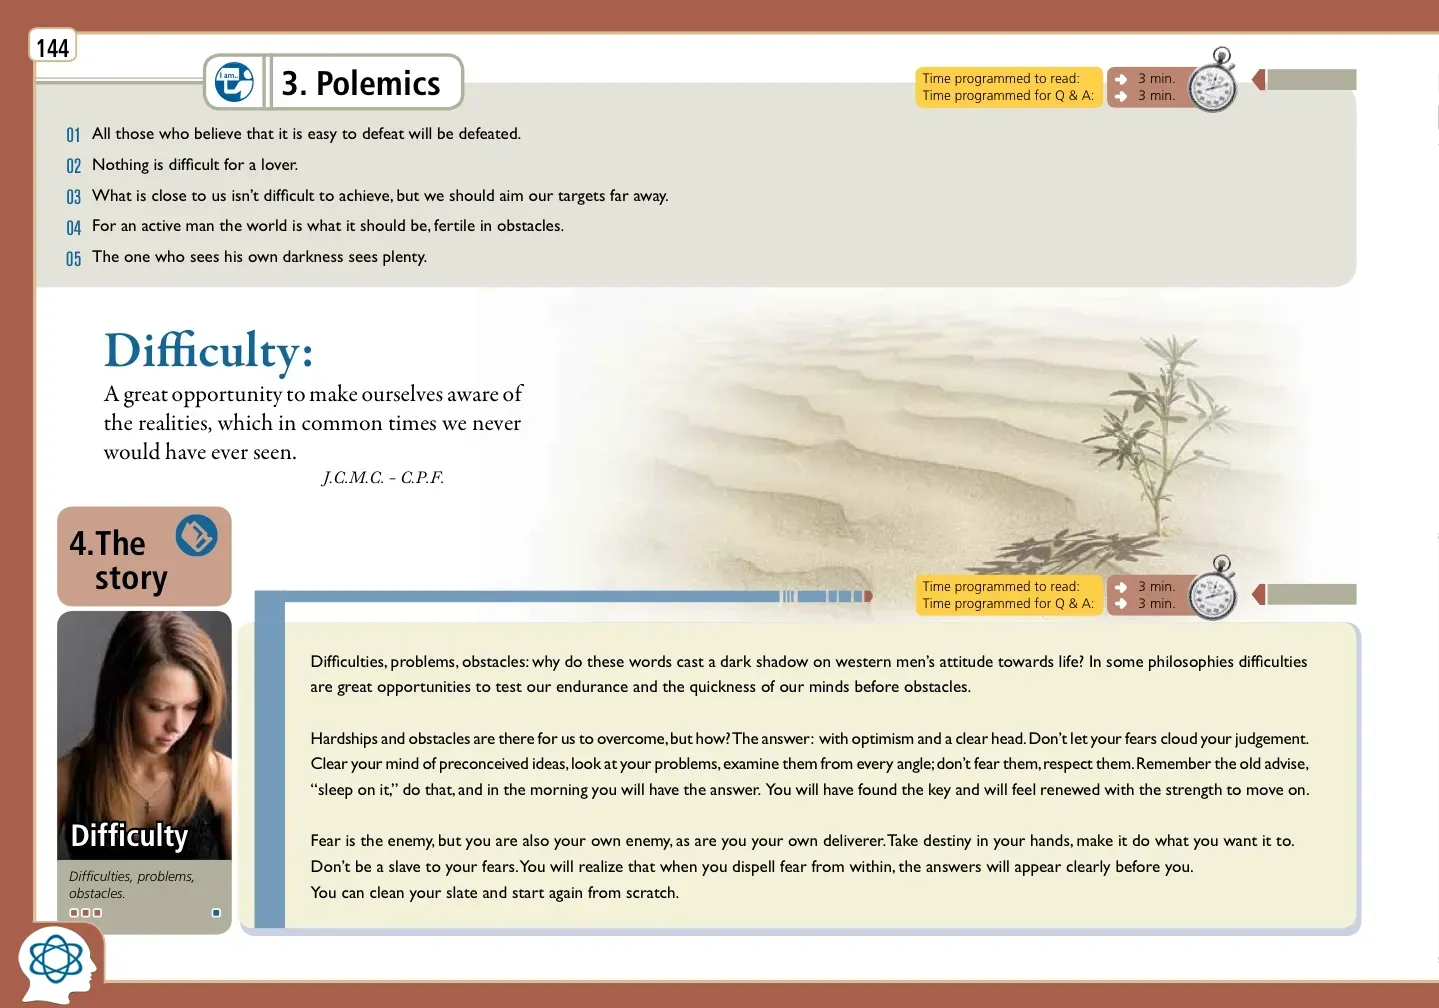 144
I am...
3. Polemics
Time programmed to read: 3 min.
Time programmed for Q & A: 3 min.
01 All those who believe that it is easy to defeat will be defeated.
02 Nothing is difficult for a lover.
03 What is close to us isn't difficult to achieve, but we should aim our targets far away.
04 For an active man the world is what it should be, fertile in obstacles.
05 The one who sees his own darkness sees plenty.
Difficulty:
A great opportunity to make ourselves aware of
the realities, which in common times we never
would have ever seen.
J.C.M.C. – C.P.F.
4.The
story
Time programmed to read: 3 min.
Time programmed for Q & A: 3 min.
Difficulty
Difficulties, problems,
obstacles.
Difficulties, problems, obstacles: why do these words cast a dark shadow on western men's attitude towards life? In some philosophies difficulties
are great opportunities to test our endurance and the quickness of our minds before obstacles.
Hardships and obstacles are there for us to overcome, but how? The answer: with optimism and a clear head. Don't let your fears cloud your judgement.
Clear your mind of preconceived ideas, look at your problems, examine them from every angle; don't fear them, respect them. Remember the old advise,
"sleep on it," do that, and in the morning you will have the answer. You will have found the key and will feel renewed with the strength to move on.
Fear is the enemy, but you are also your own enemy, as are you your own deliverer. Take destiny in your hands, make it do what you want it to.
Don't be a slave to your fears. You will realize that when you dispell fear from within, the answers will appear clearly before you.
You can clean your slate and start again from scratch.